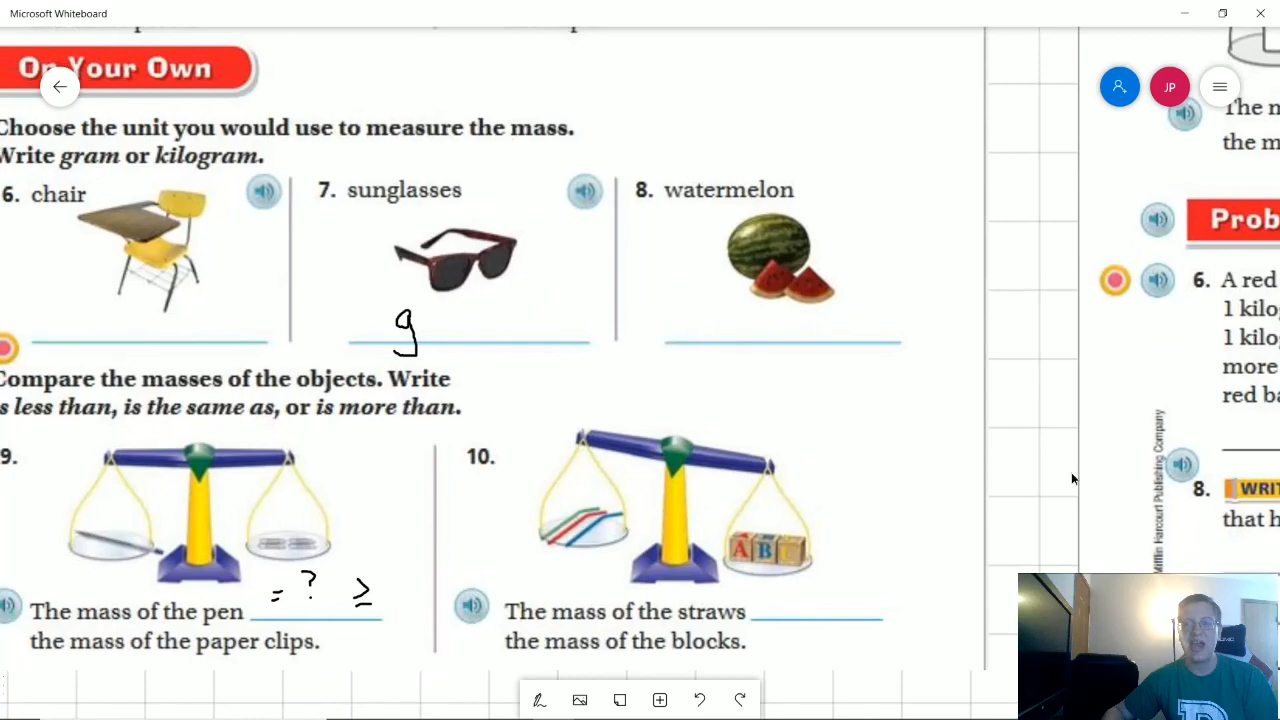 Microsoft Whiteboard
On Your Own
JP
Choose the unit you would use to measure the mass.
Write gram or kilogram.
6. chair
7. sunglasses
8. watermelon
g
Compare the masses of the objects. Write
is less than, is the same as, or is more than.
9.
10.
A B C
= ? ≥
The mass of the pen
the mass of the paper clips.
The mass of the straws
the mass of the blocks.
The m
the m
Prob
6. A red
1 kilo
1 kilo
more
red ba
8. WRIT
that h
Mifflin Harcourt Publishing Company